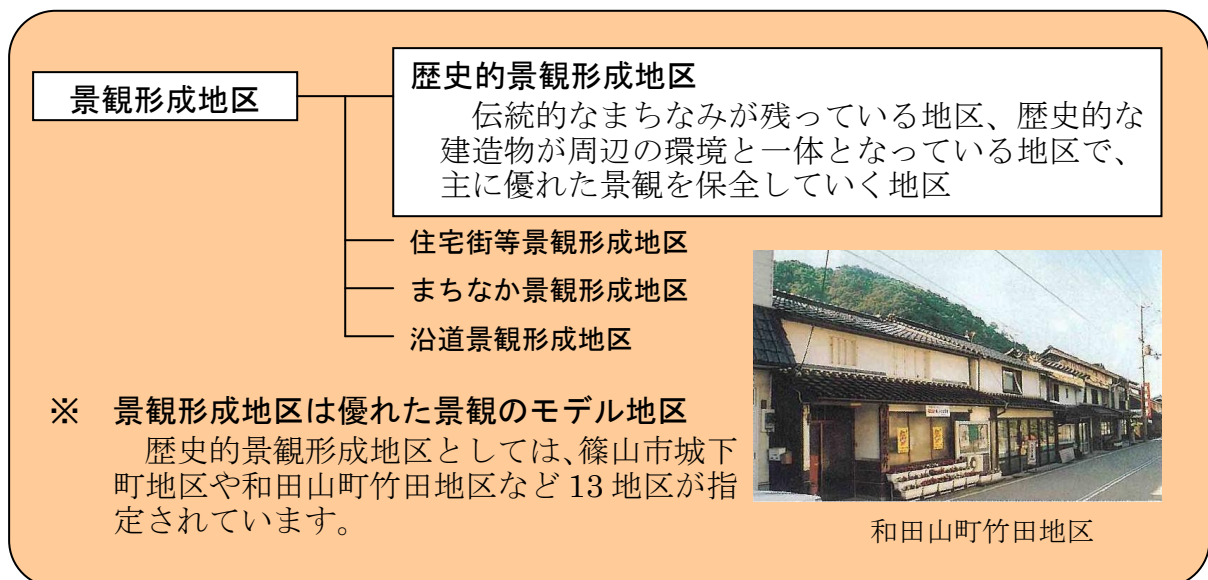 景観形成地区
歴史的景観形成地区
伝統的なまちなみが残っている地区、歴史的な
建造物が周辺の環境と一体となっている地区で、
主に優れた景観を保全していく地区
住宅街等景観形成地区
まちなか景観形成地区
沿道景観形成地区
※ 景観形成地区は優れた景観のモデル地区
歴史的景観形成地区としては、篠山市城下
町地区や和田山町竹田地区など13地区が指
定されています。
和田山町竹田地区